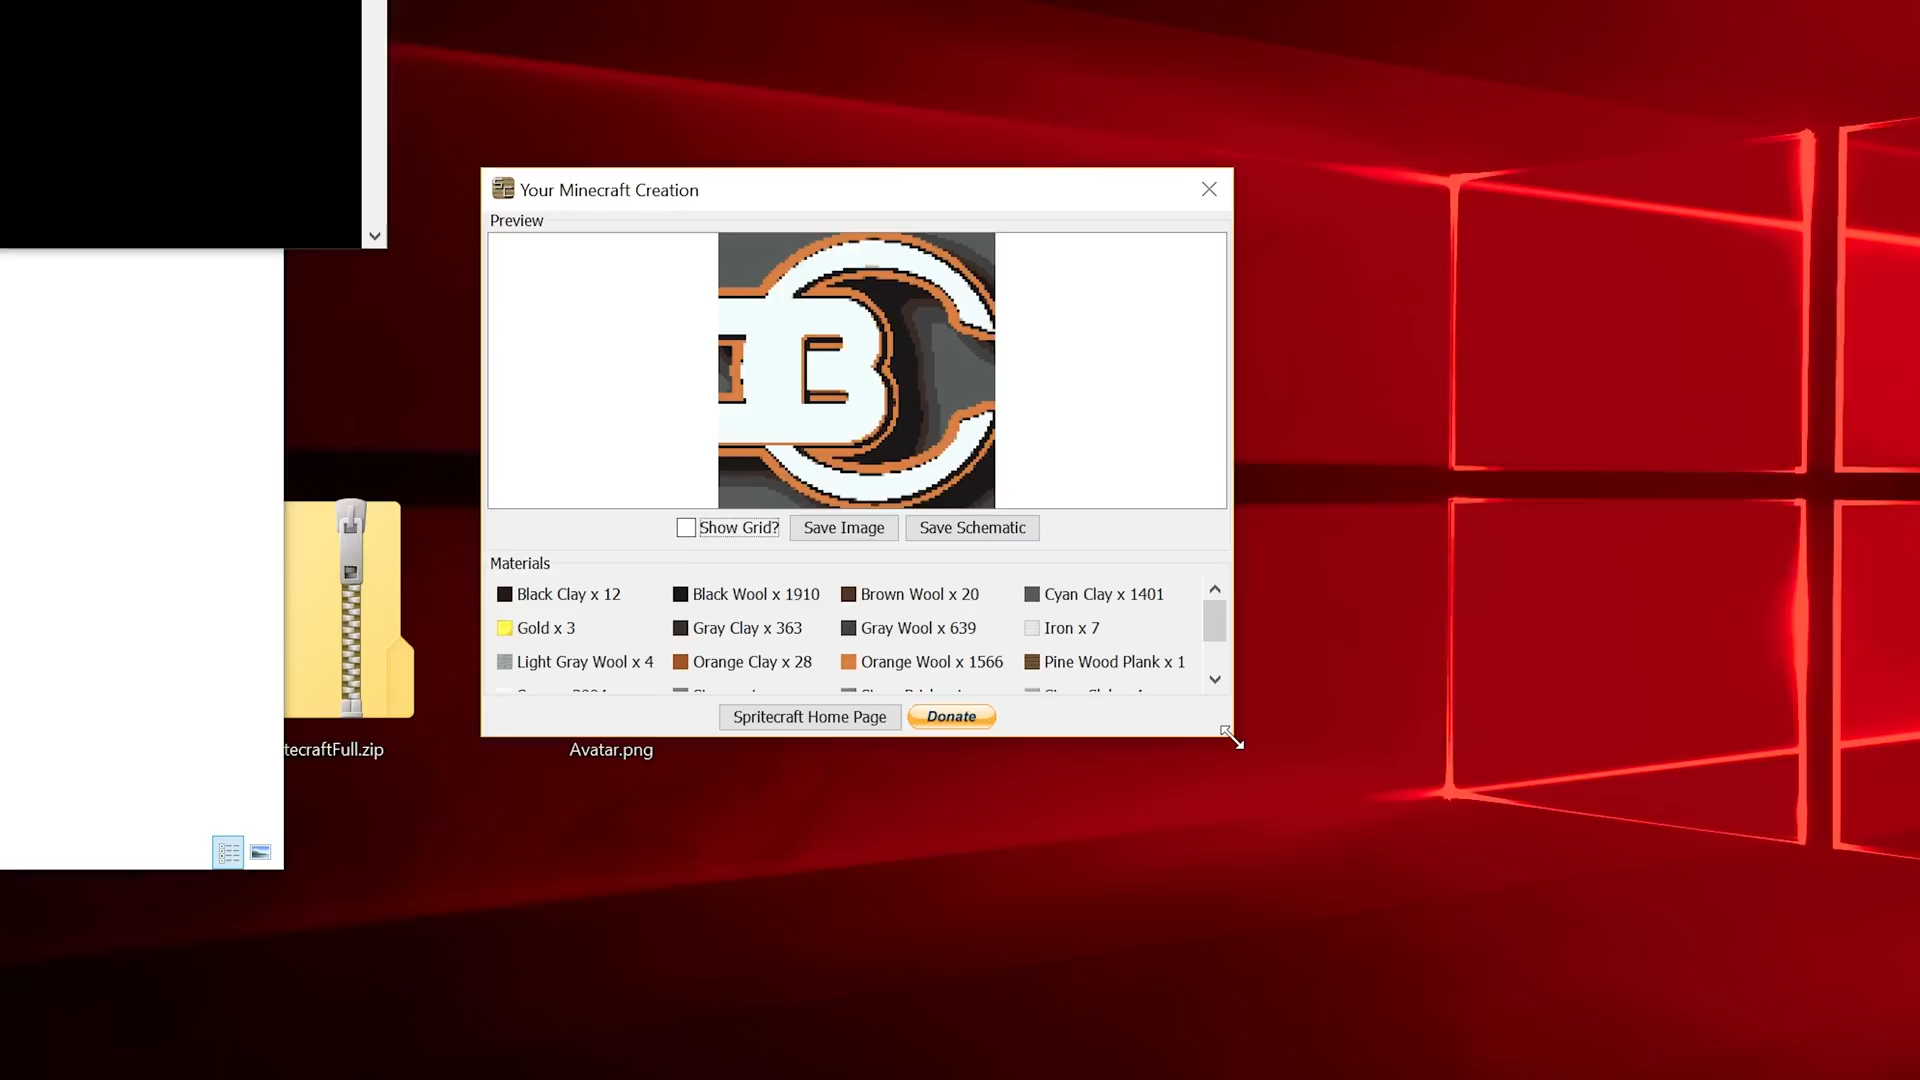 Your Minecraft Creation
Preview
B
Show Grid?
Save Image
Save Schematic
Materials
Black Clay x 12
Black Wool x 1910
Brown Wool x 20
Cyan Clay x 1401
Gold x 3
Gray Clay x 363
Gray Wool x 639
Iron x 7
Light Gray Wool x 4
Orange Clay x 28
Orange Wool x 1566
Pine Wood Plank x 1
Spritecraft Home Page
Donate
tecraftFull.zip
Avatar.png